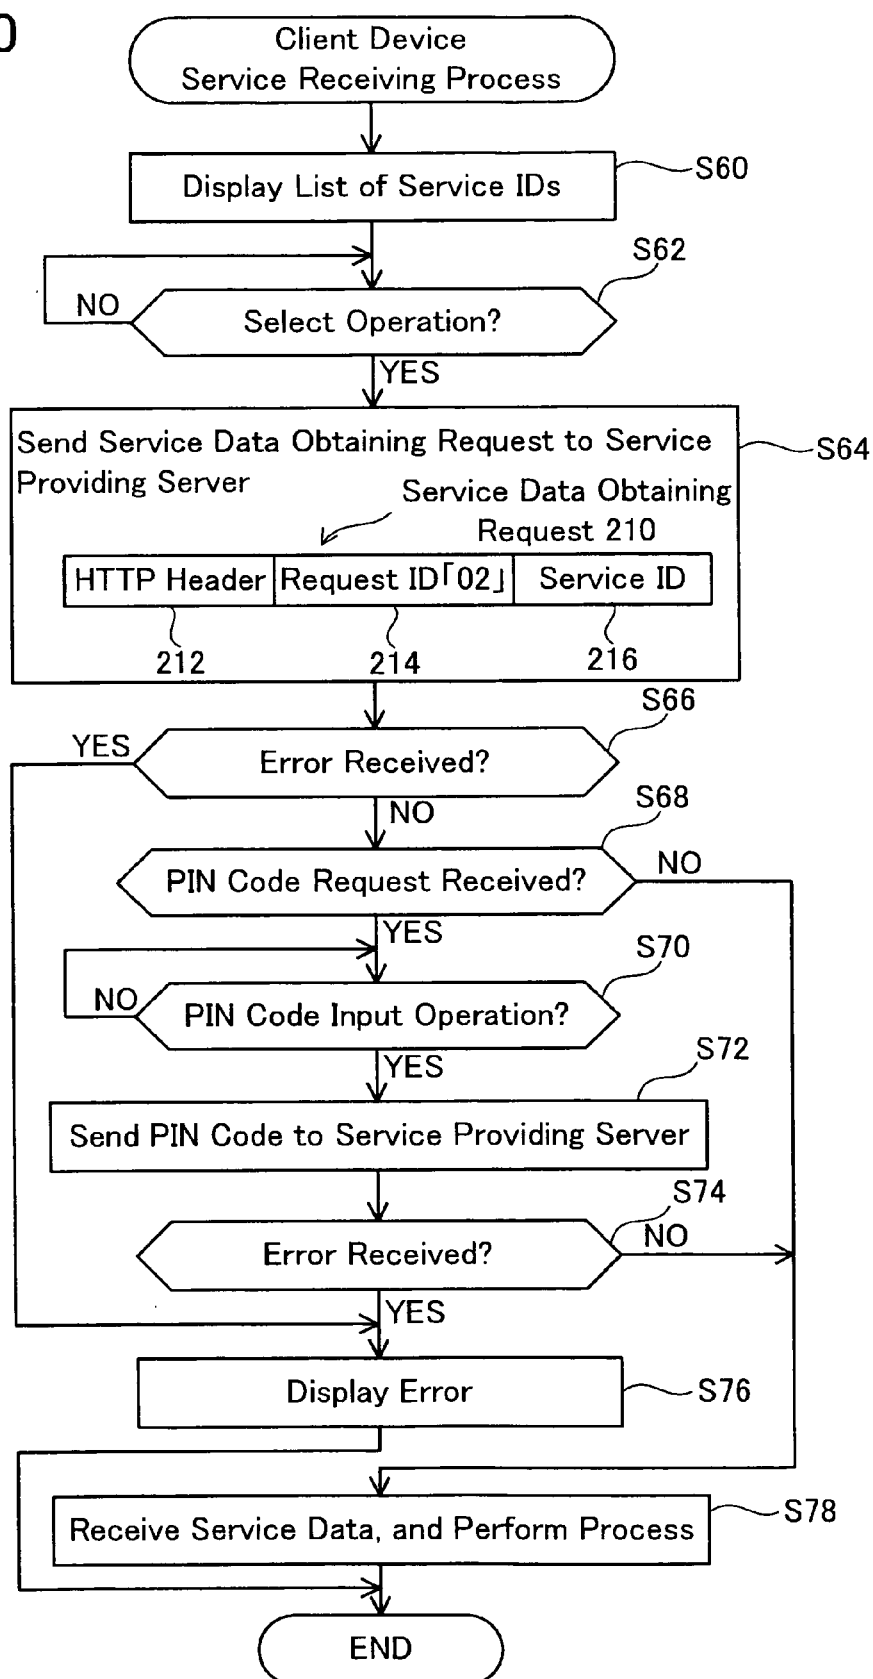 0
Client Device
Service Receiving Process
Display List of Service IDs
S60
S62
NO
Select Operation?
YES
Send Service Data Obtaining Request to Service
Providing Server
S64
Service Data Obtaining
Request 210
HTTP Header
Request ID「02」
Service ID
212
214
216
S66
YES
Error Received?
NO
S68
PIN Code Request Received?
NO
YES
S70
NO
PIN Code Input Operation?
YES
S72
Send PIN Code to Service Providing Server
S74
Error Received?
NO
YES
Display Error
S76
Receive Service Data, and Perform Process
S78
END